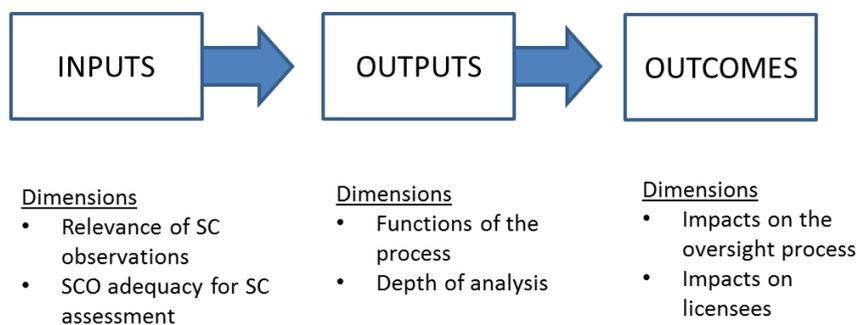 INPUTS
OUTPUTS
OUTCOMES
Dimensions
• Relevance of SC
observations
• SCO adequacy for SC
assessment
Dimensions
• Functions of the
process
• Depth of analysis
Dimensions
• Impacts on the
oversight process
• Impacts on
licensees